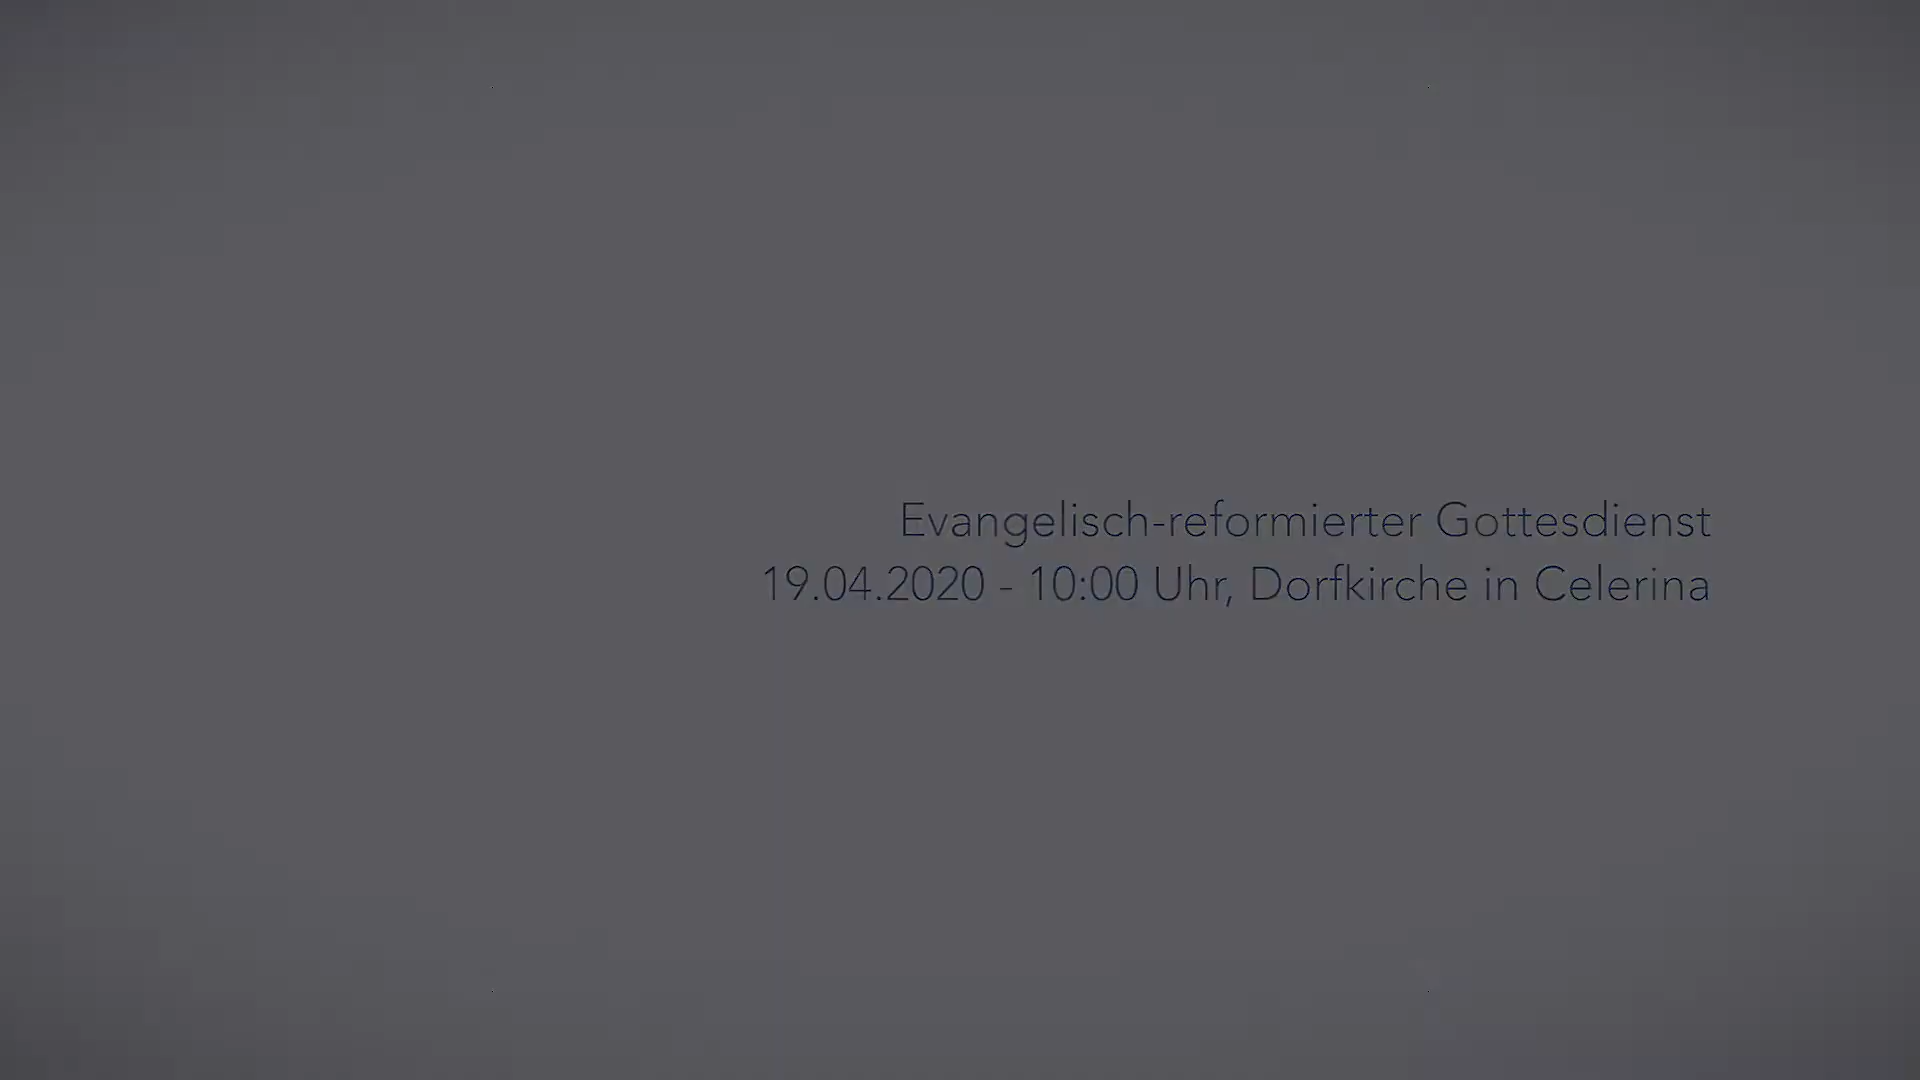 Evangelisch-reformierter Gottesdienst
19.04.2020 - 10:00 Uhr, Dorfkirche in Celerina